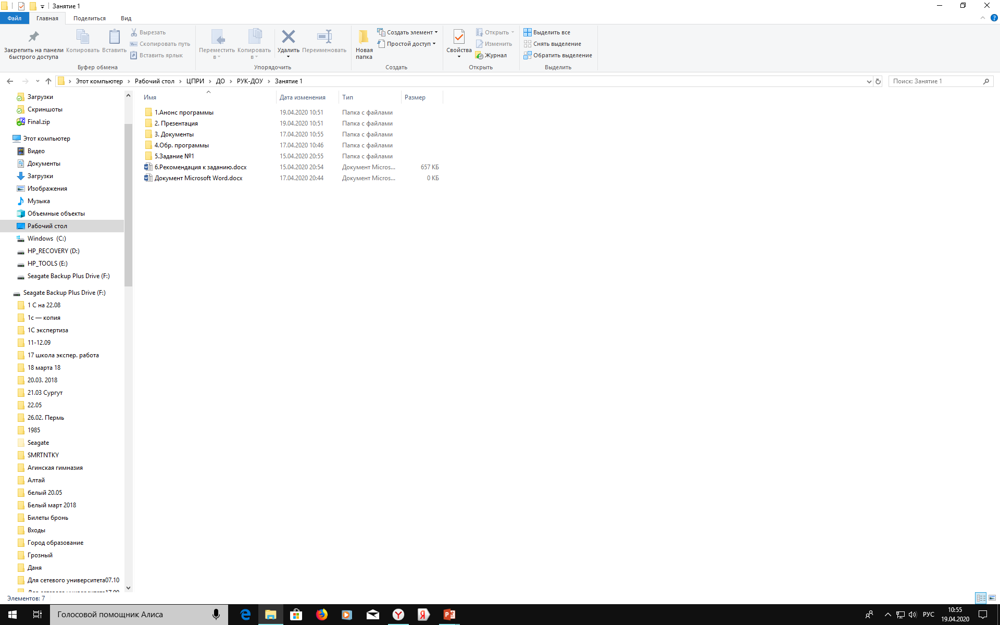 Занятие 1
Файл Главная Поделиться Вид
Закрепить на панели быстрого доступа
Копировать
Вставить
Вырезать
Скопировать путь
Вставить ярлык
Буфер обмена
Переместить в
Копировать в
Удалить
Переименовать
Упорядочить
Новая папка
Создать элемент
Простой доступ
Создать
Свойства
Открыть
Изменить
Журнал
Открыть
Выделить все
Снять выделение
Обратить выделение
Выделить
Этот компьютер > Рабочий стол > ЦПРИ > ДО > РУК-ДОУ > Занятие 1
Поиск: Занятие 1
Загрузки
Скриншоты
Final.zip
Этот компьютер
Видео
Документы
Загрузки
Изображения
Музыка
Объемные объекты
Рабочий стол
Windows (C:)
HP_RECOVERY (D:)
HP_TOOLS (E:)
Seagate Backup Plus Drive (F:)
Seagate Backup Plus Drive (F:)
1 С на 22.08
1с — копия
1С экспертиза
11-12.09
17 школа экспер. работа
18 марта 18
20.03. 2018
21.03 Сургут
22.05
26.02. Пермь
1985
Seagate
SMRTNTKY
Агинская гимназия
Алтай
белый 20.05
Белый март 2018
Билеты бронь
Входы
Город образование
Грозный
Даня
Для сетевого университета07.10
Для сетевого университета17.09
Имя Дата изменения Тип Размер
1.Анонс программы 19.04.2020 10:51 Папка с файлами
2. Презентация 19.04.2020 10:51 Папка с файлами
3. Документы 17.04.2020 10:55 Папка с файлами
4.Обр. программы 17.04.2020 10:46 Папка с файлами
5.Задание №1 15.04.2020 20:55 Папка с файлами
6.Рекомендация к заданию.docx 15.04.2020 20:54 Документ Micros... 657 КБ
Документ Microsoft Word.docx 17.04.2020 20:44 Документ Micros... 0 КБ
Элементов: 7
Голосовой помощник Алиса
РУС
10:55
19.04.2020